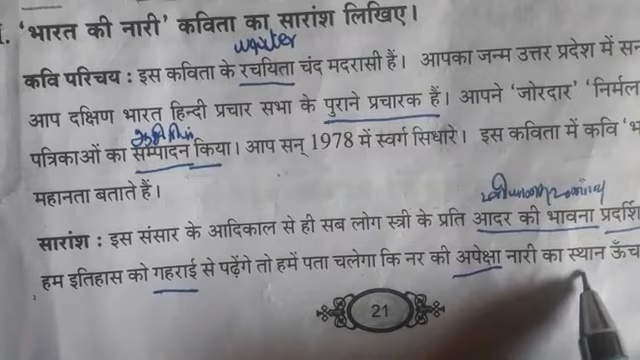 'भारत की नारी' कविता का सारांश लिखिए।
waiter
कवि परिचय : इस कविता के रचयिता चंद मदरासी हैं। आपका जन्म उत्तर प्रदेश में सन
आप दक्षिण भारत हिन्दी प्रचार सभा के पुराने प्रचारक हैं। आपने 'जोरदार' 'निर्मल
पत्रिकाओं का सम्पादन किया। आप सन् 1978 में स्वर्ग सिधारे। इस कविता में कवि 'भ
महानता बताते हैं।
सारांश : इस संसार के आदिकाल से ही सब लोग स्त्री के प्रति आदर की भावना प्रदर्शि
हम इतिहास को गहराई से पढ़ेंगे तो हमें पता चलेगा कि नर की अपेक्षा नारी का स्थान ऊँच
21